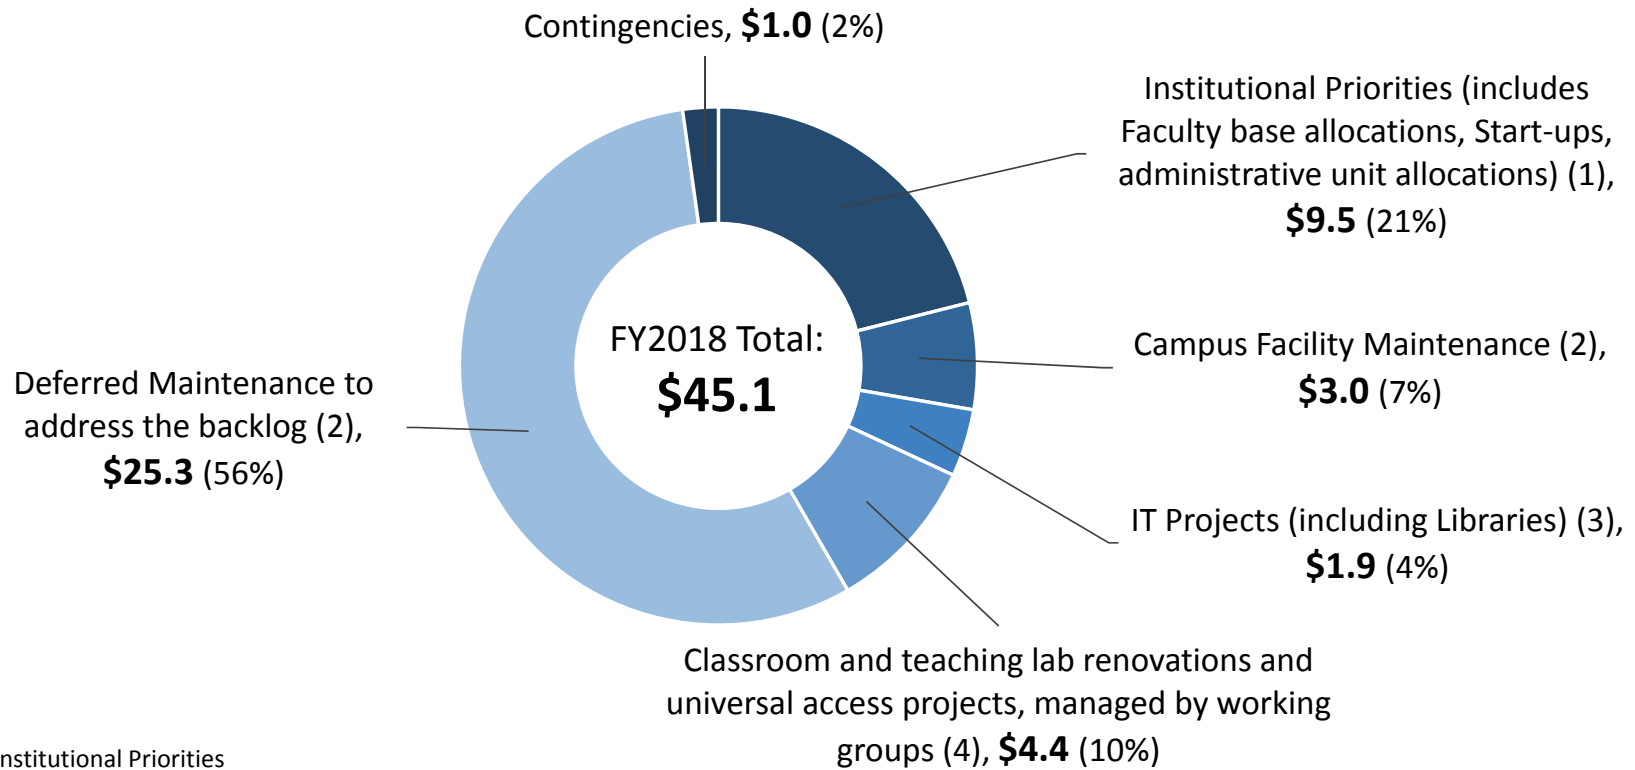 Contingencies, $1.0 (2%)
Institutional Priorities (includes
Faculty base allocations, Start-ups,
administrative unit allocations) (1),
$9.5 (21%)
Campus Facility Maintenance (2),
$3.0 (7%)
IT Projects (including Libraries) (3),
$1.9 (4%)
Classroom and teaching lab renovations and
universal access projects, managed by working
groups (4), $4.4 (10%)
Deferred Maintenance to
address the backlog (2),
$25.3 (56%)
FY2018 Total:
$45.1
nstitutional Priorities